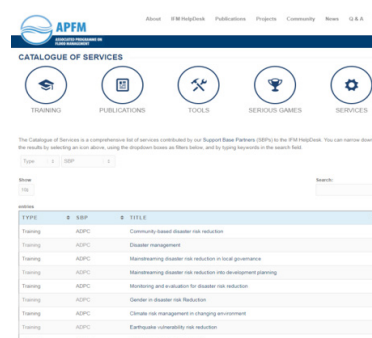 About IFM HelpDesk Publications Projects Community News Q & A
APFM
ASSOCIATED PROGRAMME ON
FLOOD MANAGEMENT
CATALOGUE OF SERVICES
TRAINING PUBLICATIONS TOOLS SERIOUS GAMES SERVICES
The Catalogue of Services is a comprehensive list of services contributed by our Support Base Partners (SBPs) to the IFM HelpDesk. You can narrow down
the results by selecting an icon above, using the dropdown boxes as filters below, and by typing keywords in the search field.
Type SBP
Show Search:
entries
TYPE SBP TITLE
Training ADPC Community-based disaster risk reduction
Training ADPC Disaster management
Training ADPC Mainstreaming disaster risk reduction in local governance
Training ADPC Mainstreaming disaster risk reduction into development planning
Training ADPC Monitoring and evaluation for disaster risk reduction
Training ADPC Gender in disaster risk Reduction
Training ADPC Climate risk management in changing environment
Training ADPC Earthquake vulnerability risk reduction